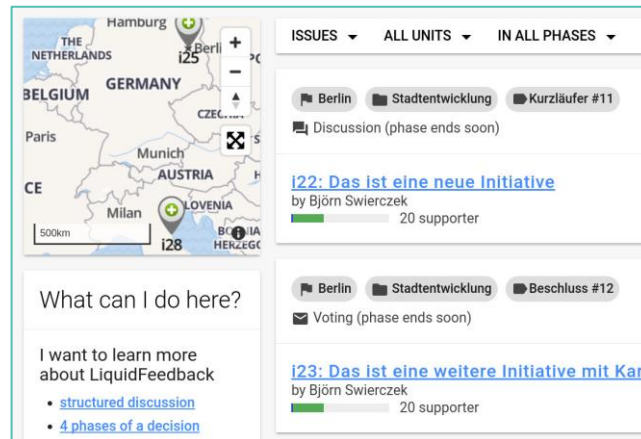 Hamburg
THE
NETHERLANDS
i25
Berli
BELGIUM
GERMANY
CZEC
Paris
Munich
AUSTRIA
CE
Milan
LOVENIA
500km
i28
HERZEG
What can I do here?
I want to learn more
about LiquidFeedback
structured discussion
4 phases of a decision
ISSUES ALL UNITS IN ALL PHASES
Berlin Stadtentwicklung Kurzläufer #11
Discussion (phase ends soon)
i22: Das ist eine neue Initiative
by Björn Swierczek
20 supporter
Berlin Stadtentwicklung Beschluss #12
Voting (phase ends soon)
i23: Das ist eine weitere Initiative mit Kar
by Björn Swierczek
20 supporter